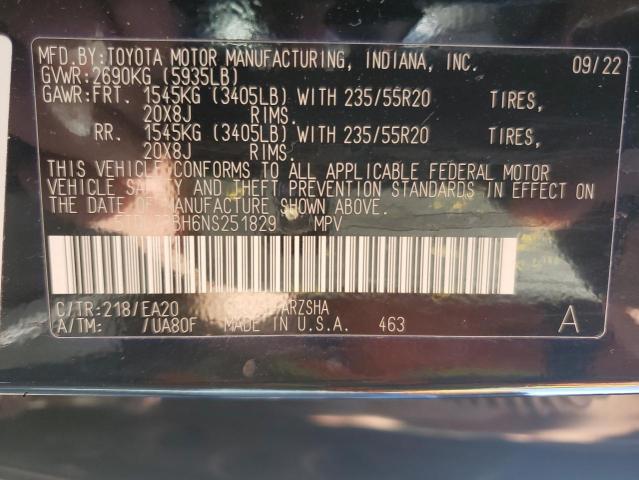 MFD.BY:TOYOTA MOTOR MANUFACTURING, INDIANA, INC. 09/22
GVWR:2690KG (5935LB)
GAWR:FRT. 1545KG (3405LB) WITH 235/55R20 TIRES,
20X8J RIMS.
RR. 1545KG (3405LB) WITH 235/55R20 TIRES,
20X8J RIMS.
THIS VEHICLE CONFORMS TO ALL APPLICABLE FEDERAL MOTOR
VEHICLE SAFETY AND THEFT PREVENTION STANDARDS IN EFFECT ON
THE DATE OF MANUFACTURE SHOWN ABOVE.
MPV
C/TR:218/EA20
A/TM: /UA80F MADE IN U.S.A. 463 A